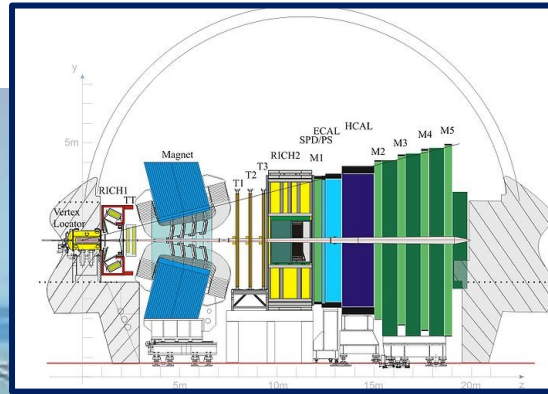 y
ECAL HCAL
SPD/PS
M4 M5
M3
M2
RICH2 M1
5m
Magnet
T3
T2
T1
RICH1
TT
Vertex
Locator
5m
10m
15m
20m
z